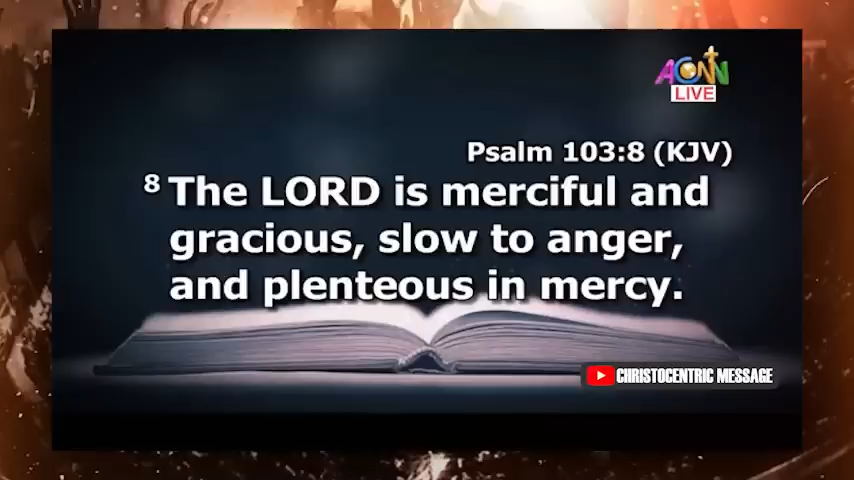 ACNN
LIVE
Psalm 103:8 (KJV)
8 The LORD is merciful and
gracious, slow to anger,
and plenteous in mercy.
CHRISTOCENTRIC MESSAGE